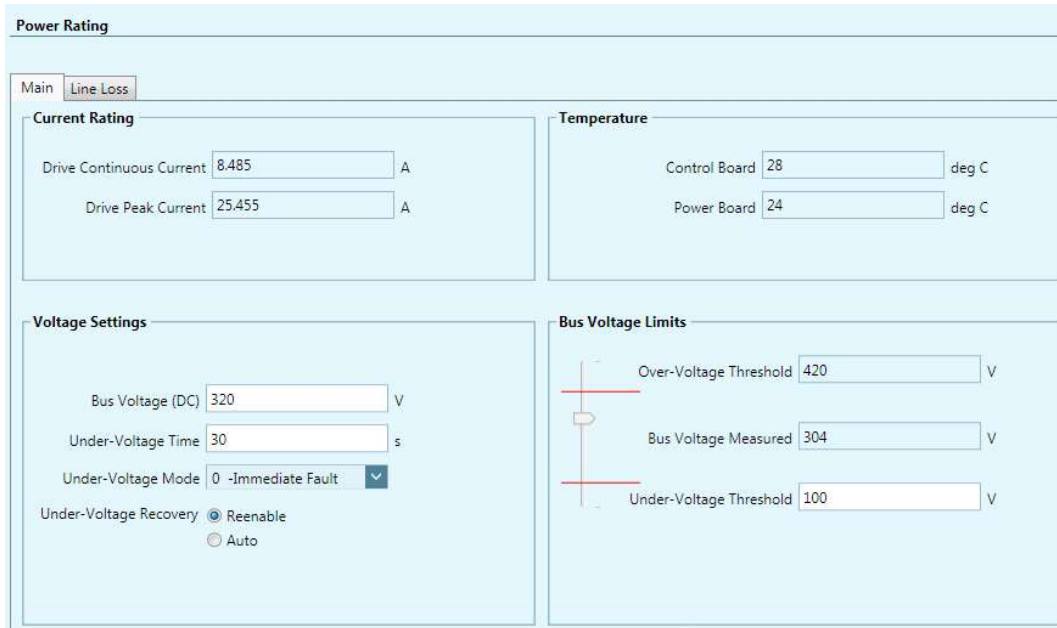 Power Rating
Main
Line Loss
Current Rating
Drive Continuous Current 8.485 A
Drive Peak Current 25.455 A
Temperature
Control Board 28 deg C
Power Board 24 deg C
Voltage Settings
Bus Voltage (DC) 320 V
Under-Voltage Time 30 s
Under-Voltage Mode 0 -Immediate Fault
Under-Voltage Recovery Reenable
Auto
Bus Voltage Limits
Over-Voltage Threshold 420 V
Bus Voltage Measured 304 V
Under-Voltage Threshold 100 V